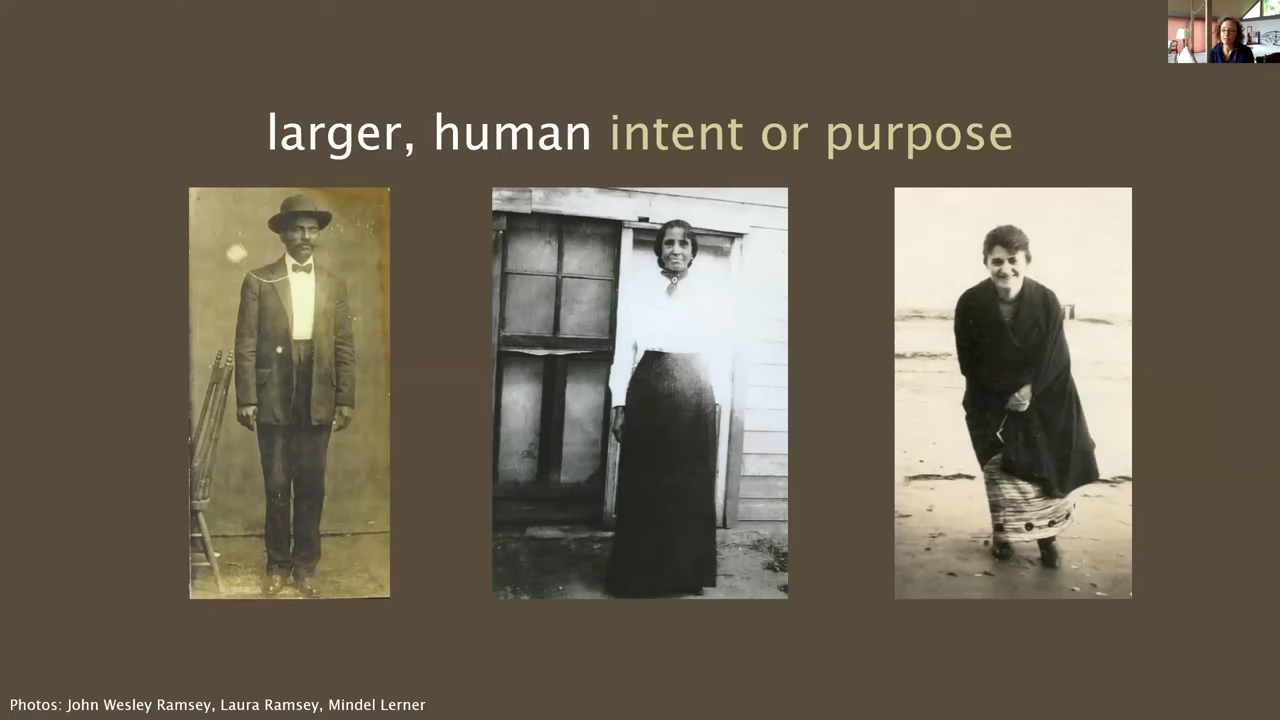 larger, human intent or purpose
Photos: John Wesley Ramsey, Laura Ramsey, Mindel Lerner